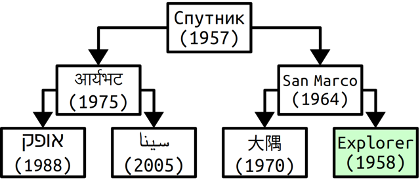 Спутник
(1957)
आर्यभट
(1975)
San Marco
(1964)
אופק
(1988)
سينا
(2005)
大隅
(1970)
Explorer
(1958)